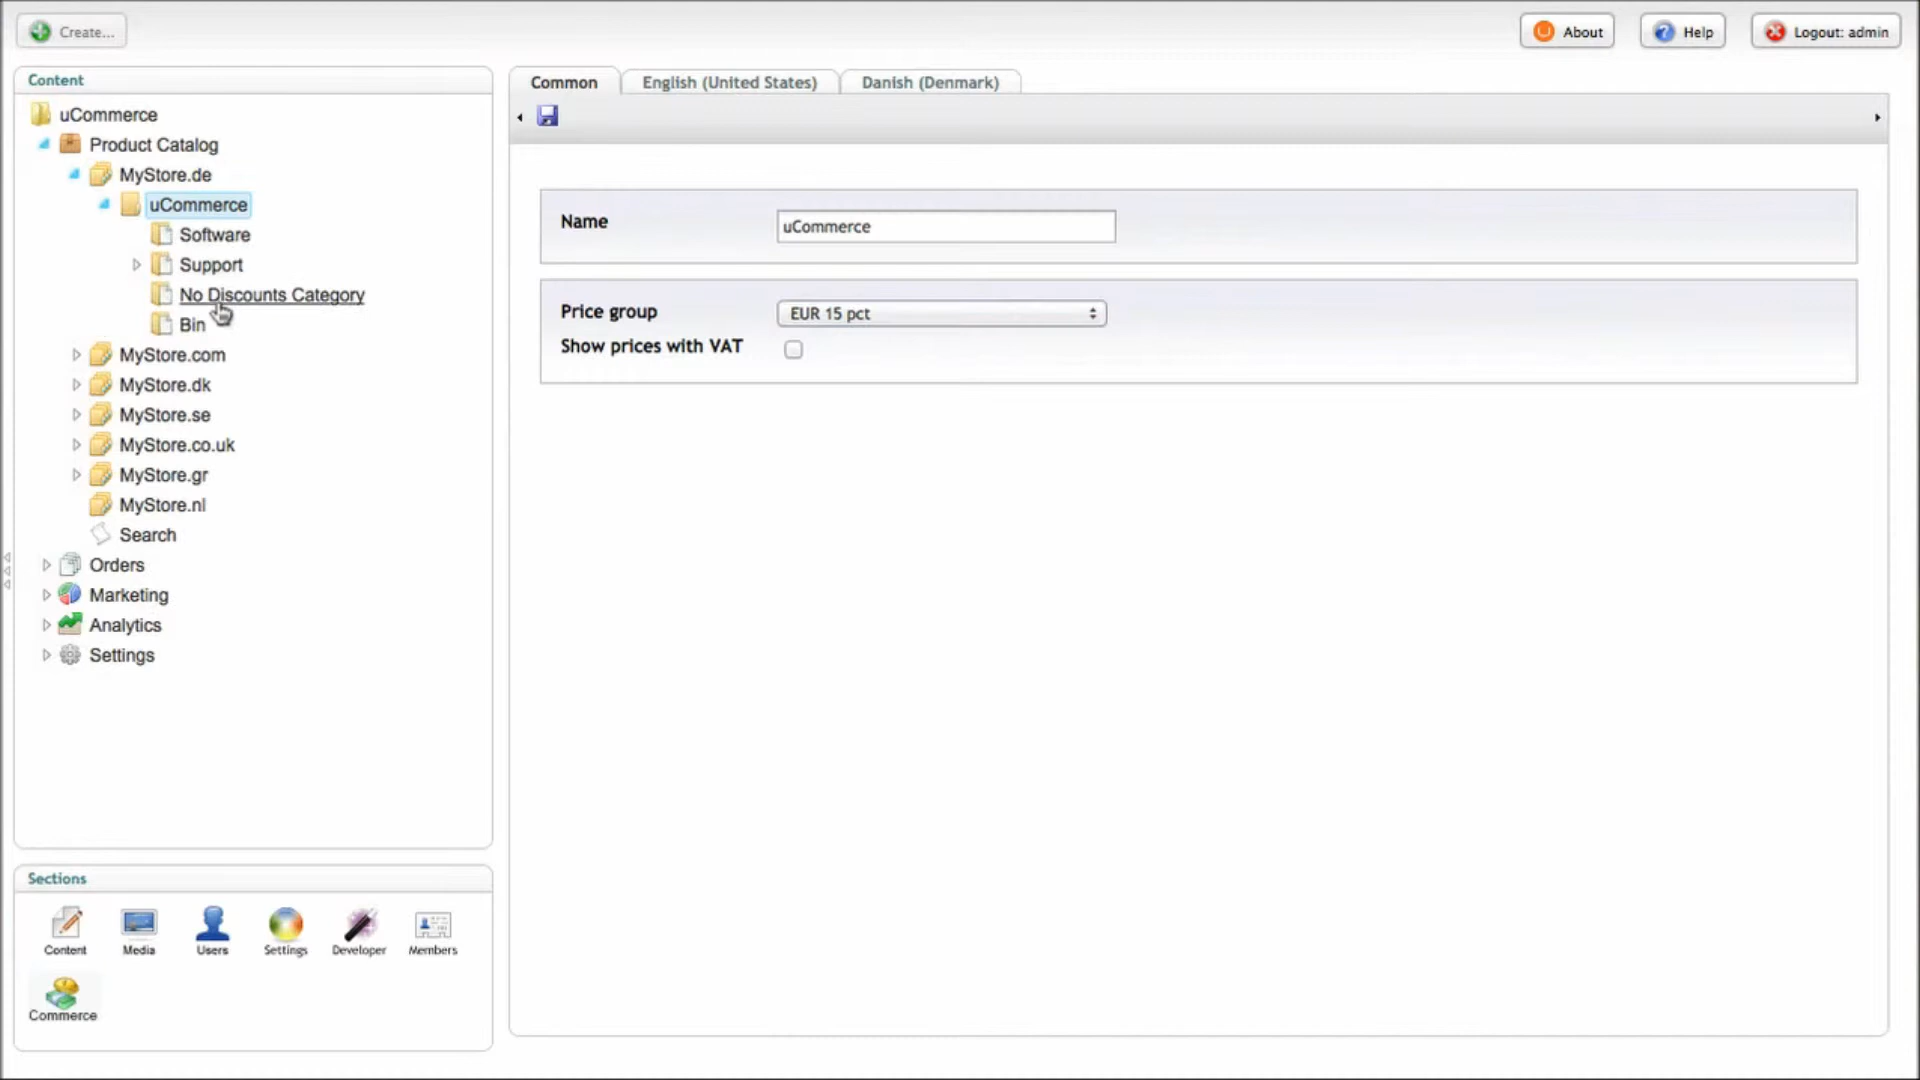 Create...
About
Help
Logout: admin
Content
uCommerce
Product Catalog
MyStore.de
uCommerce
Software
Support
No Discounts Category
Bin
MyStore.com
MyStore.dk
MyStore.se
MyStore.co.uk
MyStore.gr
MyStore.nl
Search
Orders
Marketing
Analytics
Settings
Sections
Content
Media
Users
Settings
Developer
Members
Commerce
Common
English (United States)
Danish (Denmark)
Name
uCommerce
Price group
EUR 15 pct
Show prices with VAT